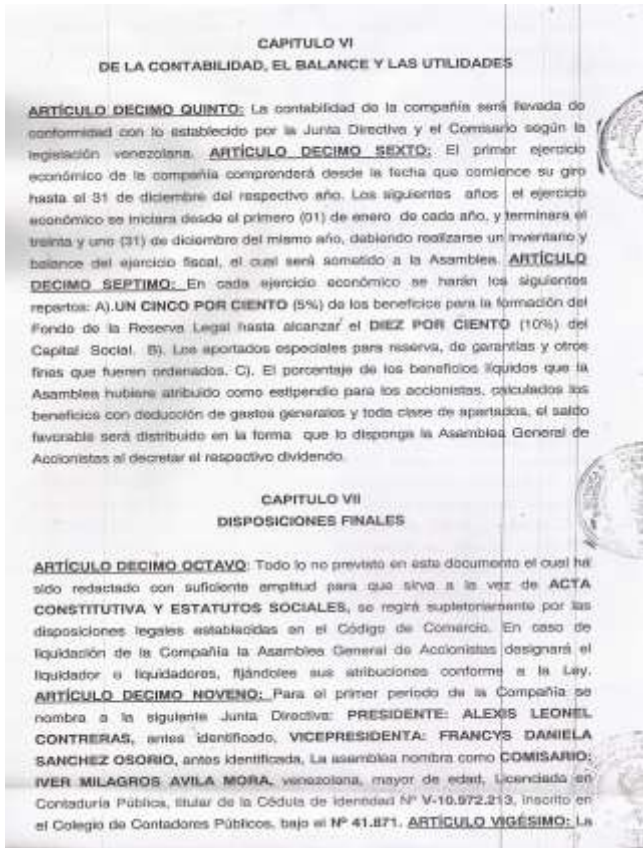 CAPITULO VI
DE LA CONTABILIDAD, EL BALANCE Y LAS UTILIDADES
ARTÍCULO DECIMO QUINTO: La contabilidad de la compañía será llevada de
conformidad con lo establecido por la Junta Directiva y el Comisario según la
legislación venezolana. ARTÍCULO DECIMO SEXTO: El primer ejercicio
económico de la compañía comprenderá desde la fecha que comience su giro
hasta el 31 de diciembre del respectivo año. Los siguientes años el ejercicio
económico se iniciara desde el primero (01) de enero de cada año, y terminara el
treinta y uno (31) de diciembre del mismo año, debiendo realizarse un inventario y
balance del ejercicio fiscal, el cual será sometido a la Asamblea. ARTÍCULO
DECIMO SEPTIMO: En cada ejercicio económico se harán los siguientes
repartos: A).UN CINCO POR CIENTO (5%) de los beneficios para la formación del
Fondo de la Reserva Legal hasta alcanzar el DIEZ POR CIENTO (10%) del
Capital Social. B). Los aportados especiales para reserva, de garantías y otros
fines que fueren ordenados. C). El porcentaje de los beneficios líquidos que la
Asamblea hubiere atribuido como estipendio para los accionistas, calculados los
beneficios con deducción de gastos generales y toda clase de apartados, el saldo
favorable será distribuido en la forma que lo disponga la Asamblea General de
Accionistas al decretar el respectivo dividendo.
CAPITULO VII
DISPOSICIONES FINALES
ARTÍCULO DECIMO OCTAVO: Todo lo no previsto en este documento el cual ha
sido redactado con suficiente amplitud para que sirva a la vez de ACTA
CONSTITUTIVA Y ESTATUTOS SOCIALES, se regirá supletoriamente por las
disposiciones legales establecidas en el Código de Comercio. En caso de
liquidación de la Compañía la Asamblea General de Accionistas designará el
liquidador o liquidadores, fijándoles sus atribuciones conforme a la Ley.
ARTÍCULO DECIMO NOVENO: Para el primer período de la Compañía se
nombra a la siguiente Junta Directiva: PRESIDENTE: ALEXIS LEONEL
CONTRERAS, antes identificado, VICEPRESIDENTA: FRANCYS DANIELA
SANCHEZ OSORIO, antes identificada. La asamblea nombra como COMISARIO:
IVER MILAGROS AVILA MORA, venezolana, mayor de edad, Licenciada en
Contaduría Pública, titular de la Cédula de identidad Nº V-10.972.213, inscrito en
el Colegio de Contadores Públicos, bajo el Nº 41.871. ARTÍCULO VIGÉSIMO: La